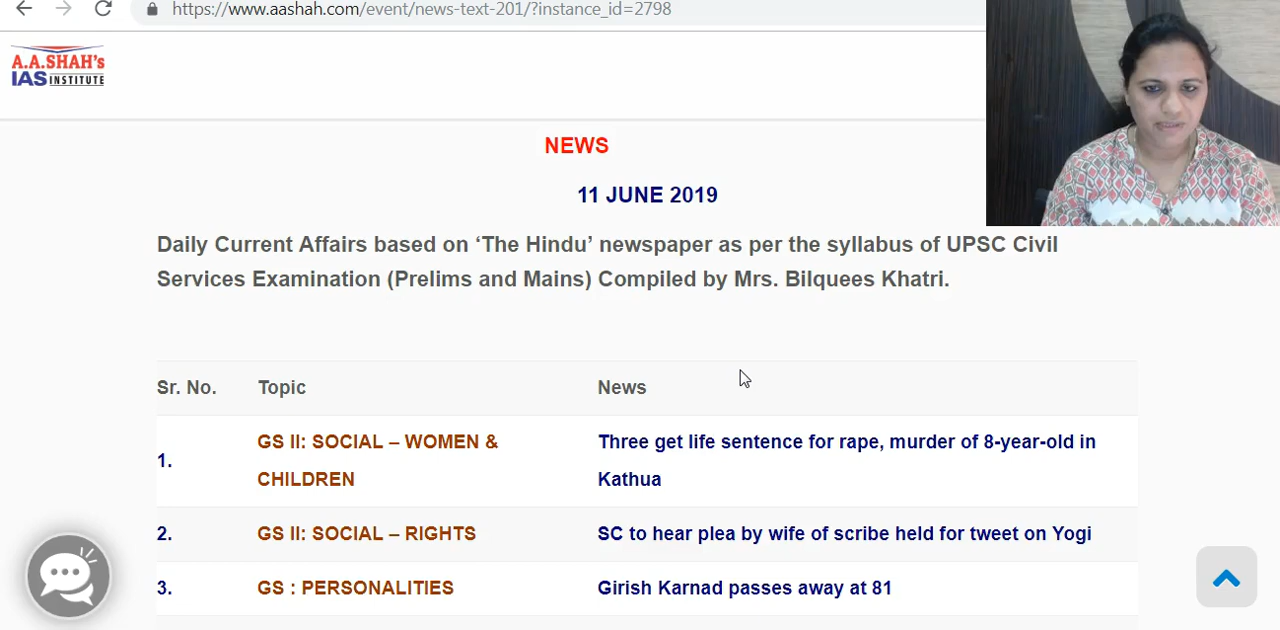 https://www.aashah.com/event/news-text-201/?instance_id=2798
A.A.SHAH's
IAS INSTITUTE
NEWS
11 JUNE 2019
Daily Current Affairs based on ‘The Hindu’ newspaper as per the syllabus of UPSC Civil
Services Examination (Prelims and Mains) Compiled by Mrs. Bilquees Khatri.
Sr. No. Topic News
1. GS II: SOCIAL – WOMEN & Three get life sentence for rape, murder of 8-year-old in
CHILDREN Kathua
2. GS II: SOCIAL – RIGHTS SC to hear plea by wife of scribe held for tweet on Yogi
3. GS : PERSONALITIES Girish Karnad passes away at 81